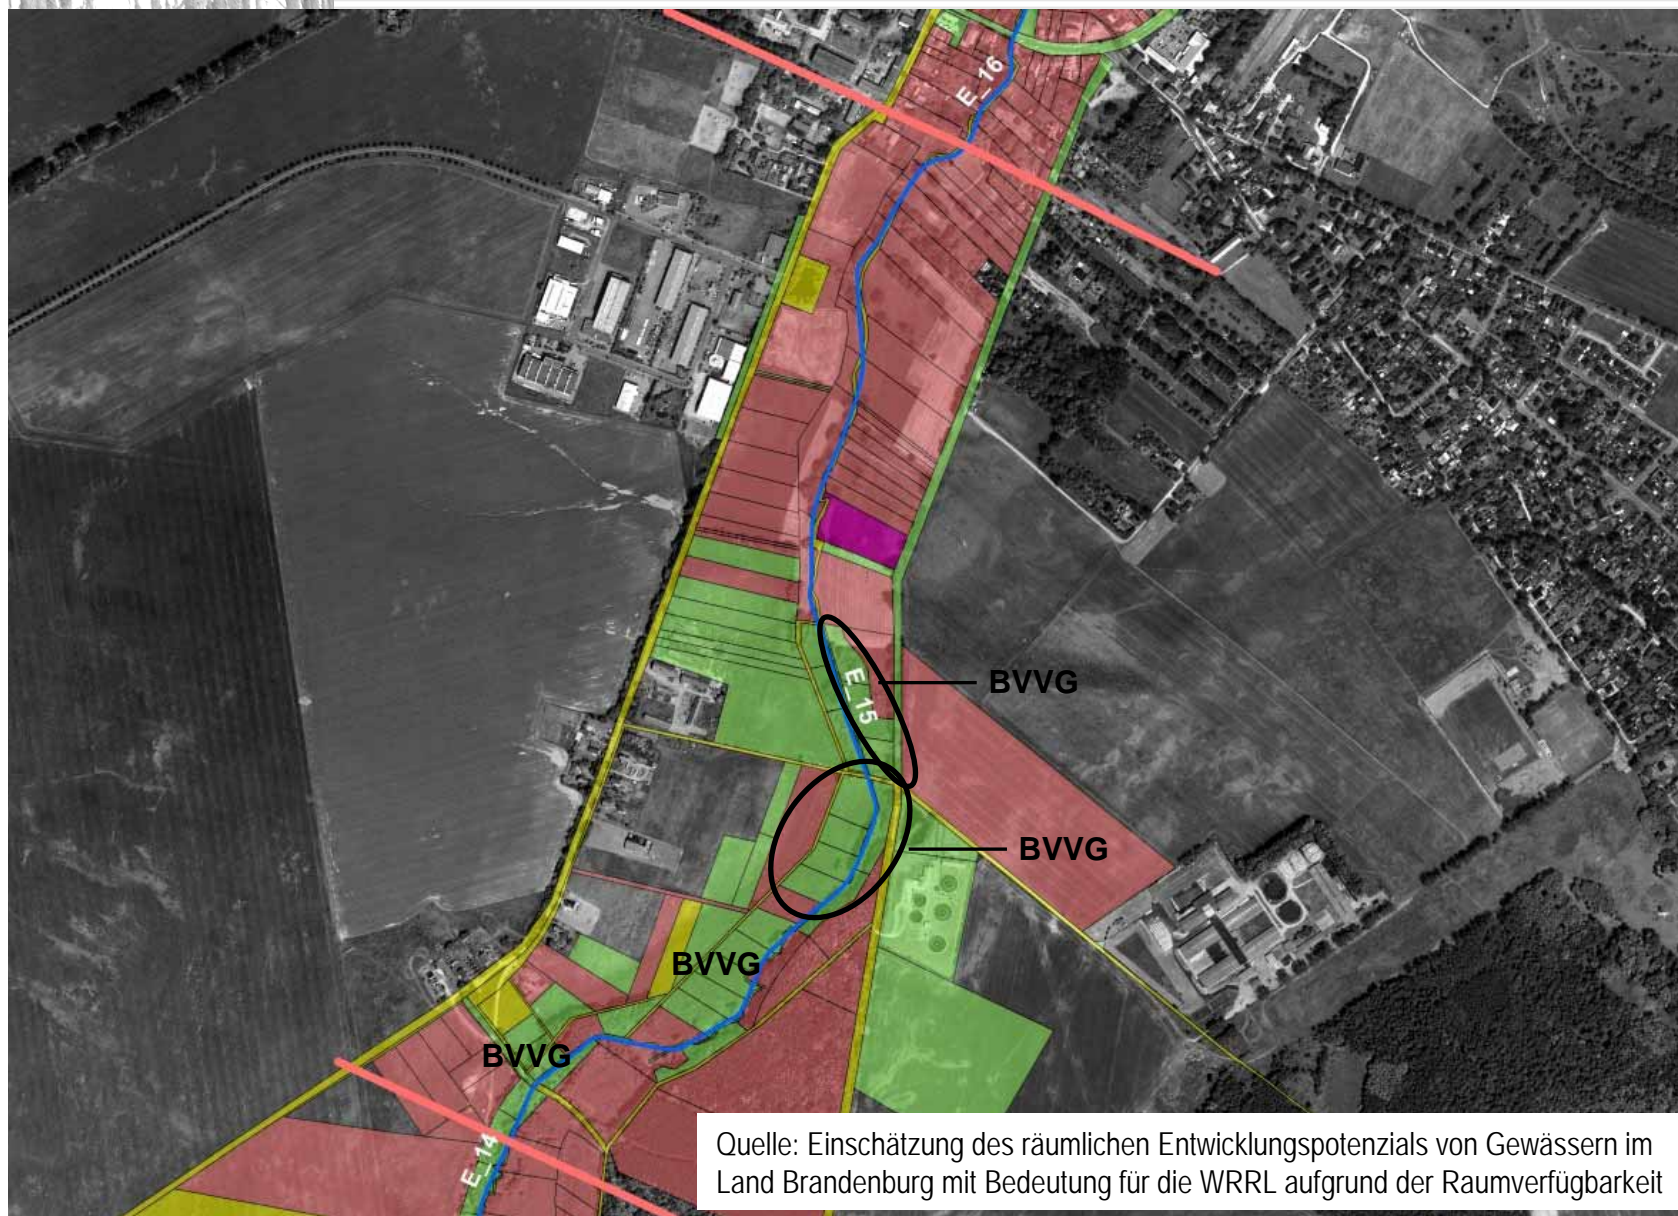 E_16
E_15
BVVG
BVVG
BVVG
BVVG
E_14
Quelle: Einschätzung des räumlichen Entwicklungspotenzials von Gewässern im
Land Brandenburg mit Bedeutung für die WRRL aufgrund der Raumverfügbarkeit